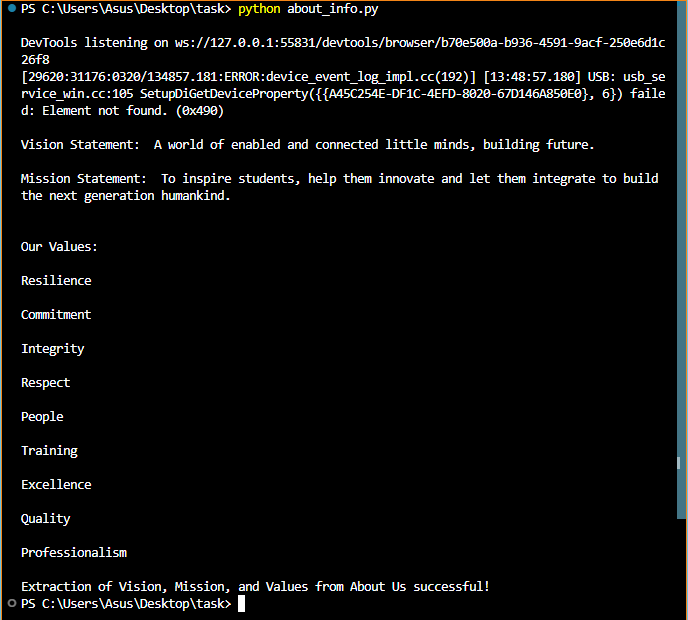 PS C:\Users\Asus\Desktop\task> python about_info.py
DevTools listening on ws://127.0.0.1:55831/devtools/browser/b70e500a-b936-4591-9acf-250e6d1c
26f8
[29620:31176:0320/134857.181:ERROR:device_event_log_impl.cc(192)] [13:48:57.180] USB: usb_se
rvice_win.cc:105 SetupDiGetDeviceProperty({{A45C254E-DF1C-4EFD-8020-67D146A850E0}, 6}) faile
d: Element not found. (0x490)
Vision Statement:  A world of enabled and connected little minds, building future.
Mission Statement:  To inspire students, help them innovate and let them integrate to build
the next generation humankind.
Our Values:
Resilience
Commitment
Integrity
Respect
People
Training
Excellence
Quality
Professionalism
Extraction of Vision, Mission, and Values from About Us successful!
PS C:\Users\Asus\Desktop\task>